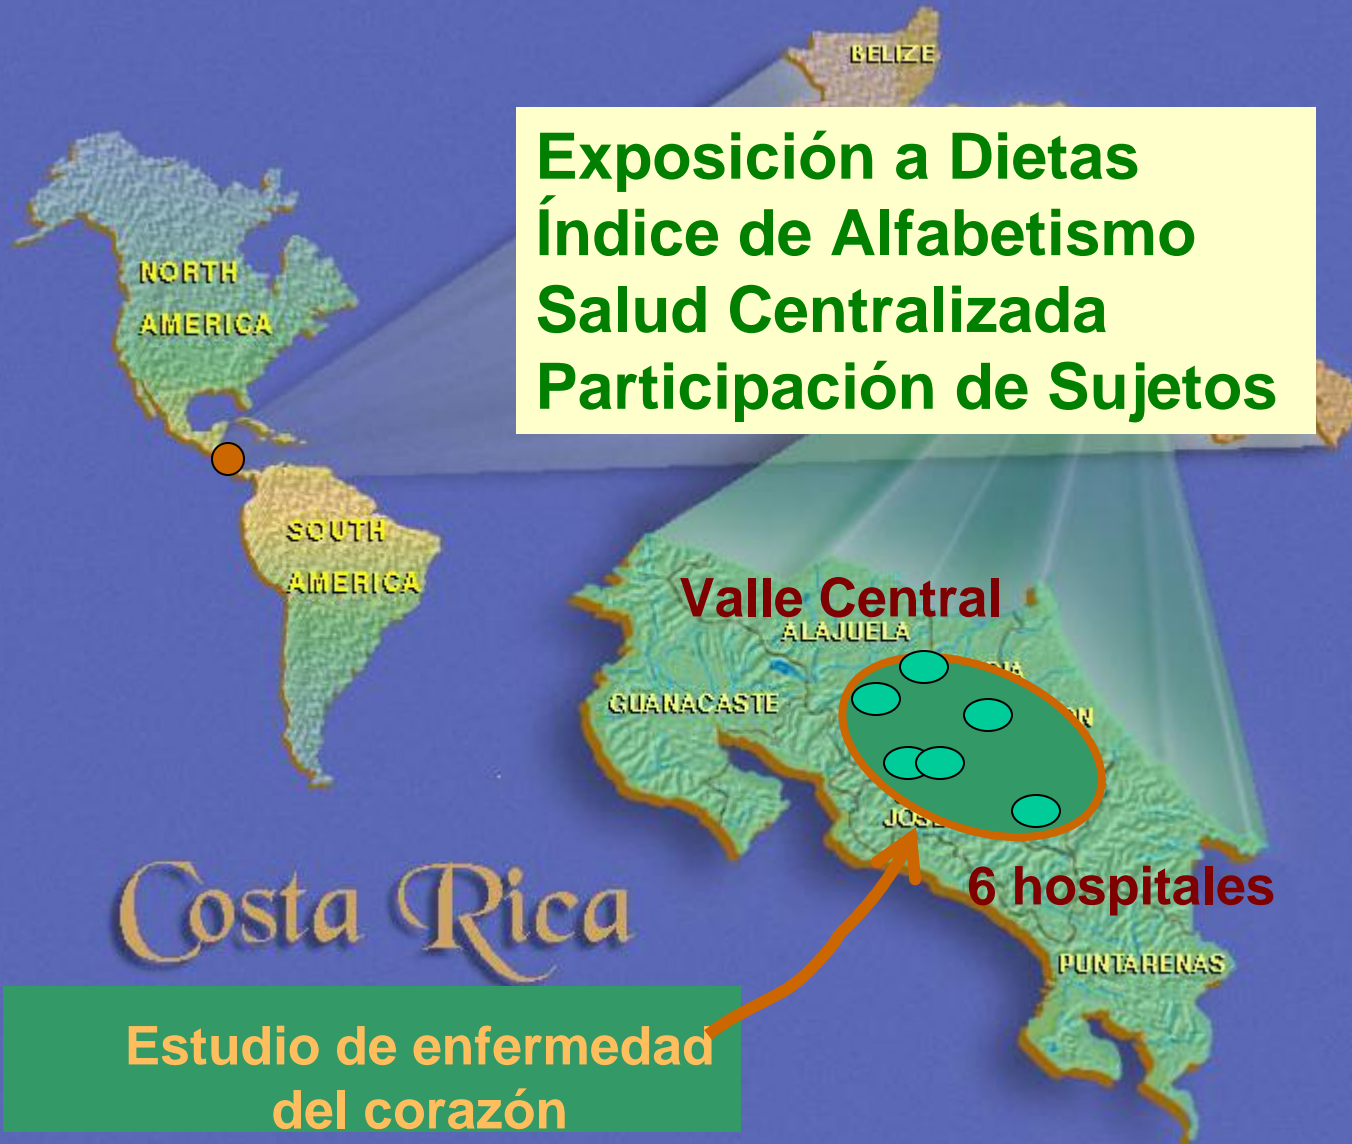 BELIZE
Exposición a Dietas
Índice de Alfabetismo
Salud Centralizada
Participación de Sujetos
NORTH
AMERICA
SOUTH
AMERICA
Valle Central
ALAJUELA
GUANACASTE
6 hospitales
Costa Rica
PUNTARENAS
Estudio de enfermedad
del corazón